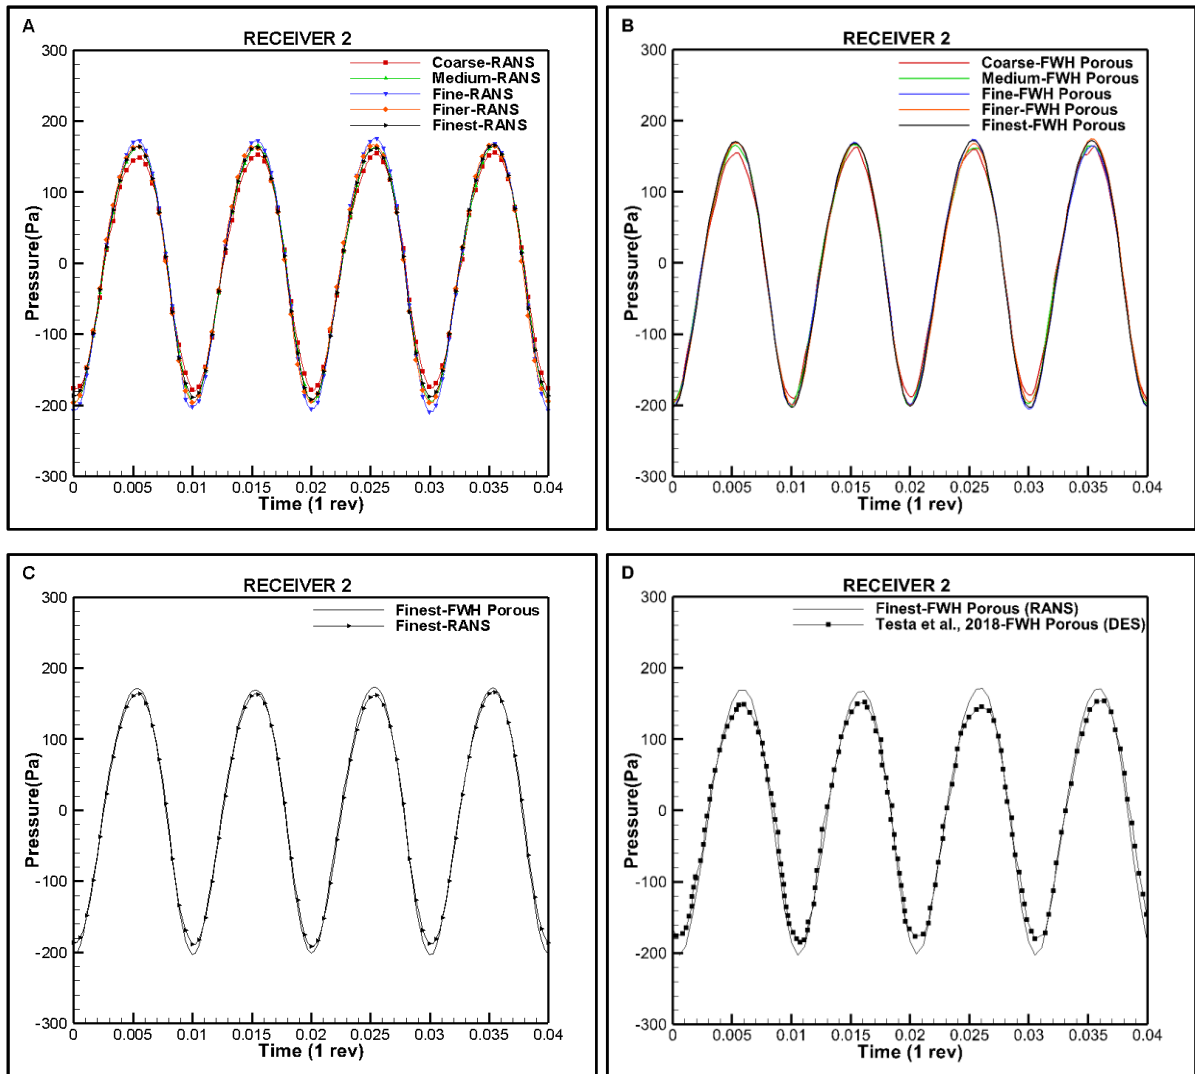 A
RECEIVER 2
Coarse-RANS
Medium-RANS
Fine-RANS
Finer-RANS
Finest-RANS
300
200
100
0
-100
-200
-300
Pressure(Pa)
0 0.005 0.01 0.015 0.02 0.025 0.03 0.035 0.04
Time (1 rev)
B
RECEIVER 2
Coarse-FWH Porous
Medium-FWH Porous
Fine-FWH Porous
Finer-FWH Porous
Finest-FWH Porous
300
200
100
0
-100
-200
-300
Pressure(Pa)
0 0.005 0.01 0.015 0.02 0.025 0.03 0.035 0.04
Time (1 rev)
C
RECEIVER 2
Finest-FWH Porous
Finest-RANS
300
200
100
0
-100
-200
-300
Pressure(Pa)
0 0.005 0.01 0.015 0.02 0.025 0.03 0.035 0.04
Time (1 rev)
D
RECEIVER 2
Finest-FWH Porous (RANS)
Testa et al., 2018-FWH Porous (DES)
300
200
100
0
-100
-200
-300
Pressure(Pa)
0 0.005 0.01 0.015 0.02 0.025 0.03 0.035 0.04
Time (1 rev)